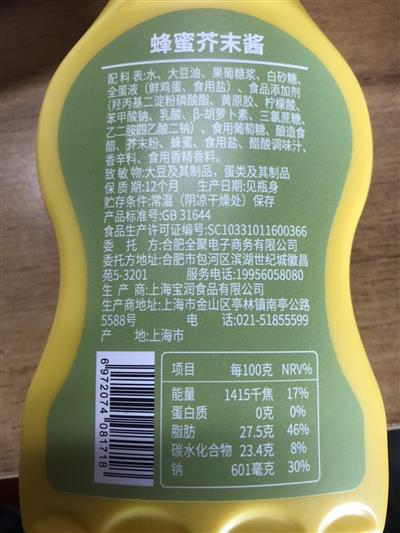 蜂蜜芥末酱
配料表:水、大豆油、果葡糖浆、白砂糖、
全蛋液（鲜鸡蛋、食用盐）、食品添加剂
(羟丙基二淀粉磷酸酯、黄原胶、柠檬酸、
苯甲酸钠、乳酸、β-胡萝卜素、三氯蔗糖、
乙二胺四乙酸二钠）、食用葡萄糖、酿造食
醋、芥末粉、蜂蜜、食用盐、醋酸调味汁、
香辛料、食用香精香料。
致敏物:大豆及其制品，蛋类及其制品
保质期:12个月 生产日期:见瓶身
贮存条件:常温（阴凉干燥处）保存
产品标准号:GB 31644
食品生产许可证编号:SC10331011600366
委托方:合肥全聚电子商务有限公司
委托方地址:合肥市包河区滨湖世纪城徽昌
苑5-3201 服务电话:19956058080
生产商:上海宝润食品有限公司
生产商地址:上海市金山区亭林镇南亭公路
5588号 电话:021-51855599
产地:上海市
项目 每100克 NRV%
能量 1415千焦 17%
蛋白质 0克 0%
脂肪 27.5克 46%
碳水化合物 23.4克 8%
钠 601毫克 30%
6 972074 081718